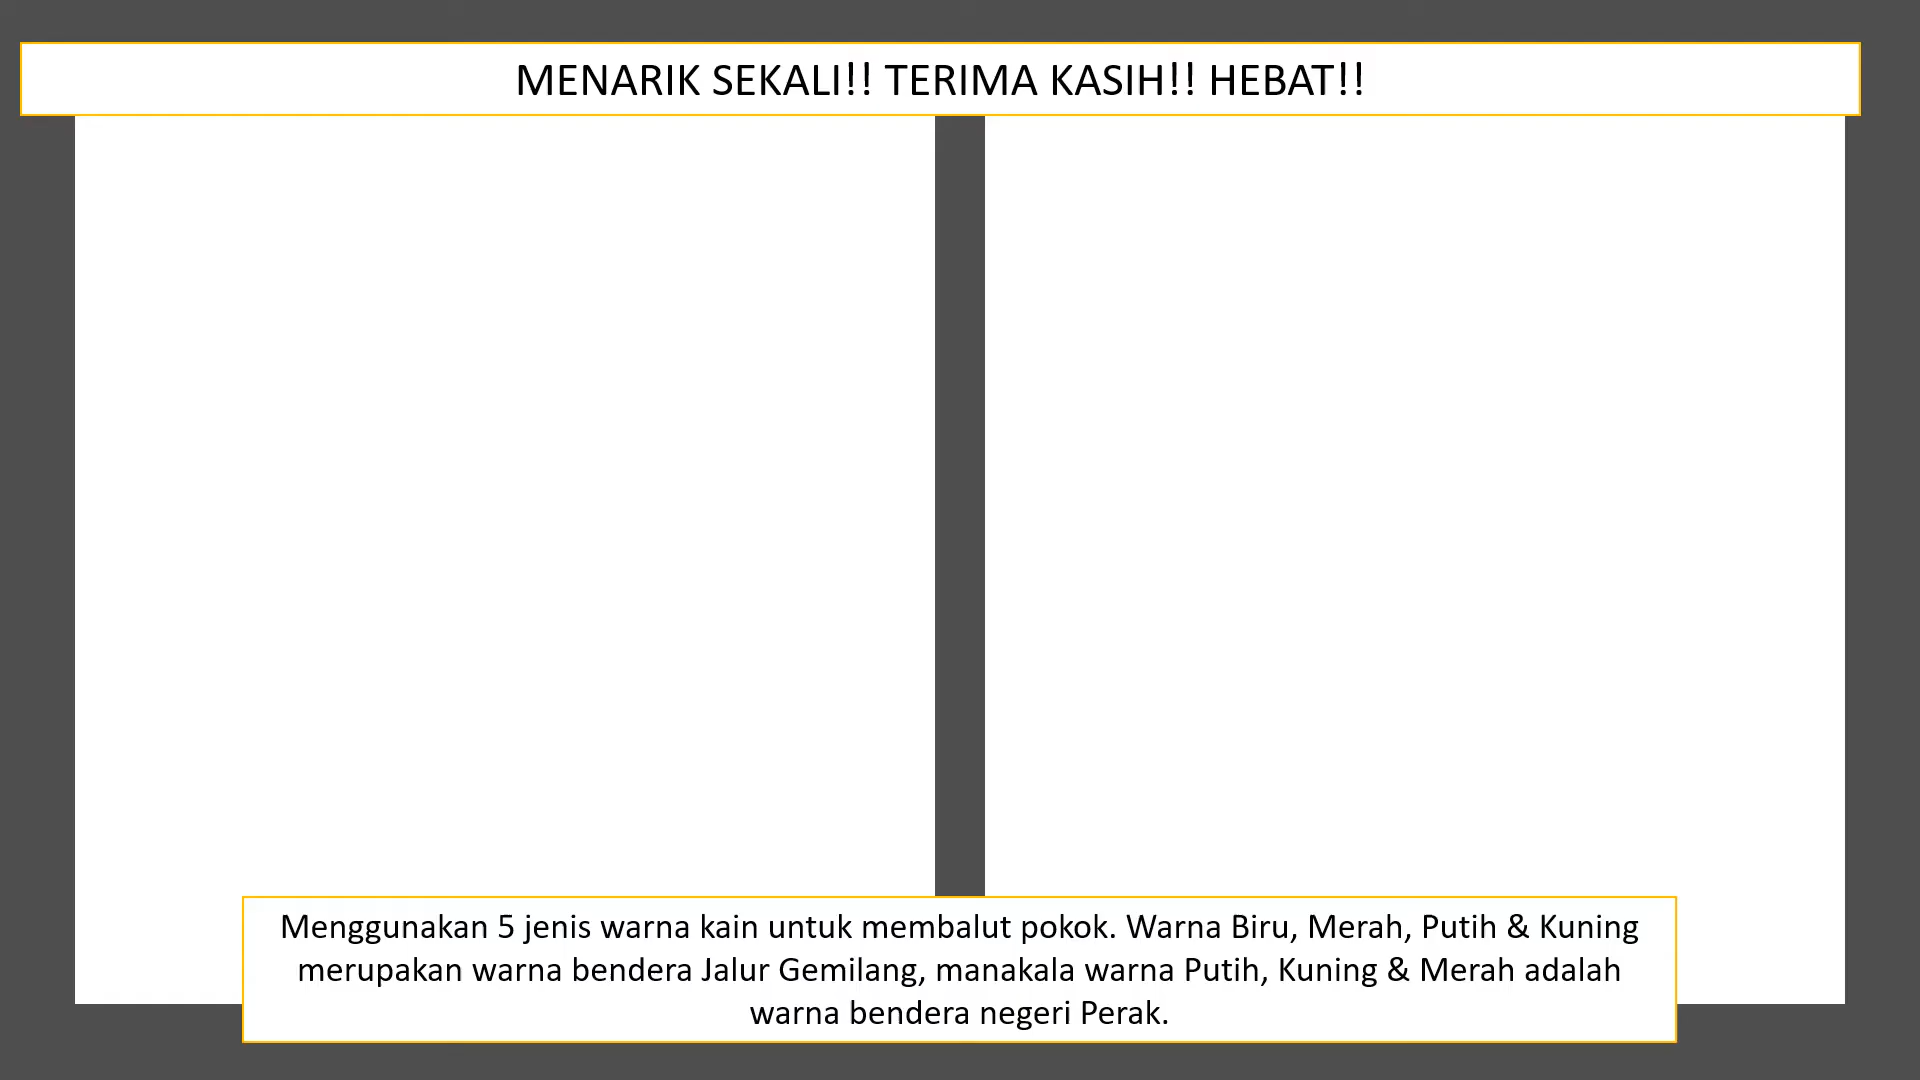 MENARIK SEKALI!! TERIMA KASIH!! HEBAT!!
Menggunakan 5 jenis warna kain untuk membalut pokok. Warna Biru, Merah, Putih & Kuning
merupakan warna bendera Jalur Gemilang, manakala warna Putih, Kuning & Merah adalah
warna bendera negeri Perak.